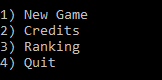 1) New Game
2) Credits
3) Ranking
4) Quit